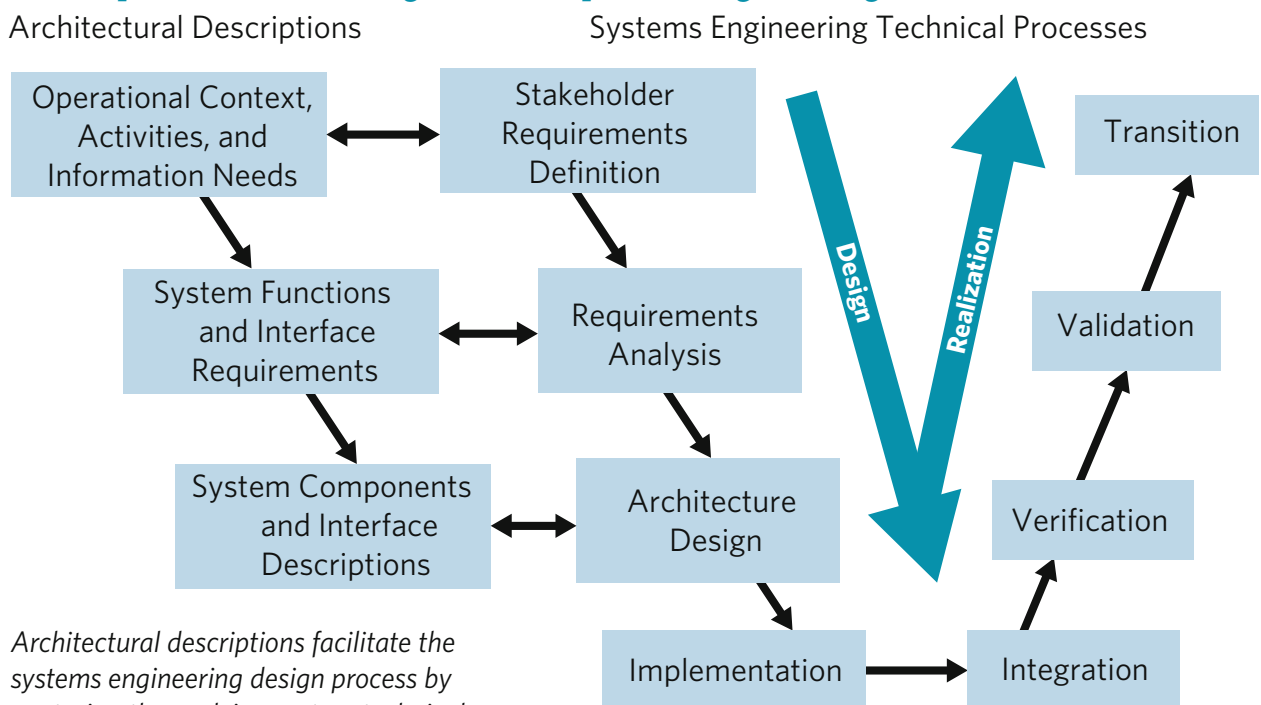 Architectural Descriptions
Systems Engineering Technical Processes
Operational Context,
Activities, and
Information Needs
Stakeholder
Requirements
Definition
Transition
Design
Realization
System Functions
and Interface
Requirements
Requirements
Analysis
Validation
System Components
and Interface
Descriptions
Architecture
Design
Verification
Implementation
Integration
Architectural descriptions facilitate the
systems engineering design process by